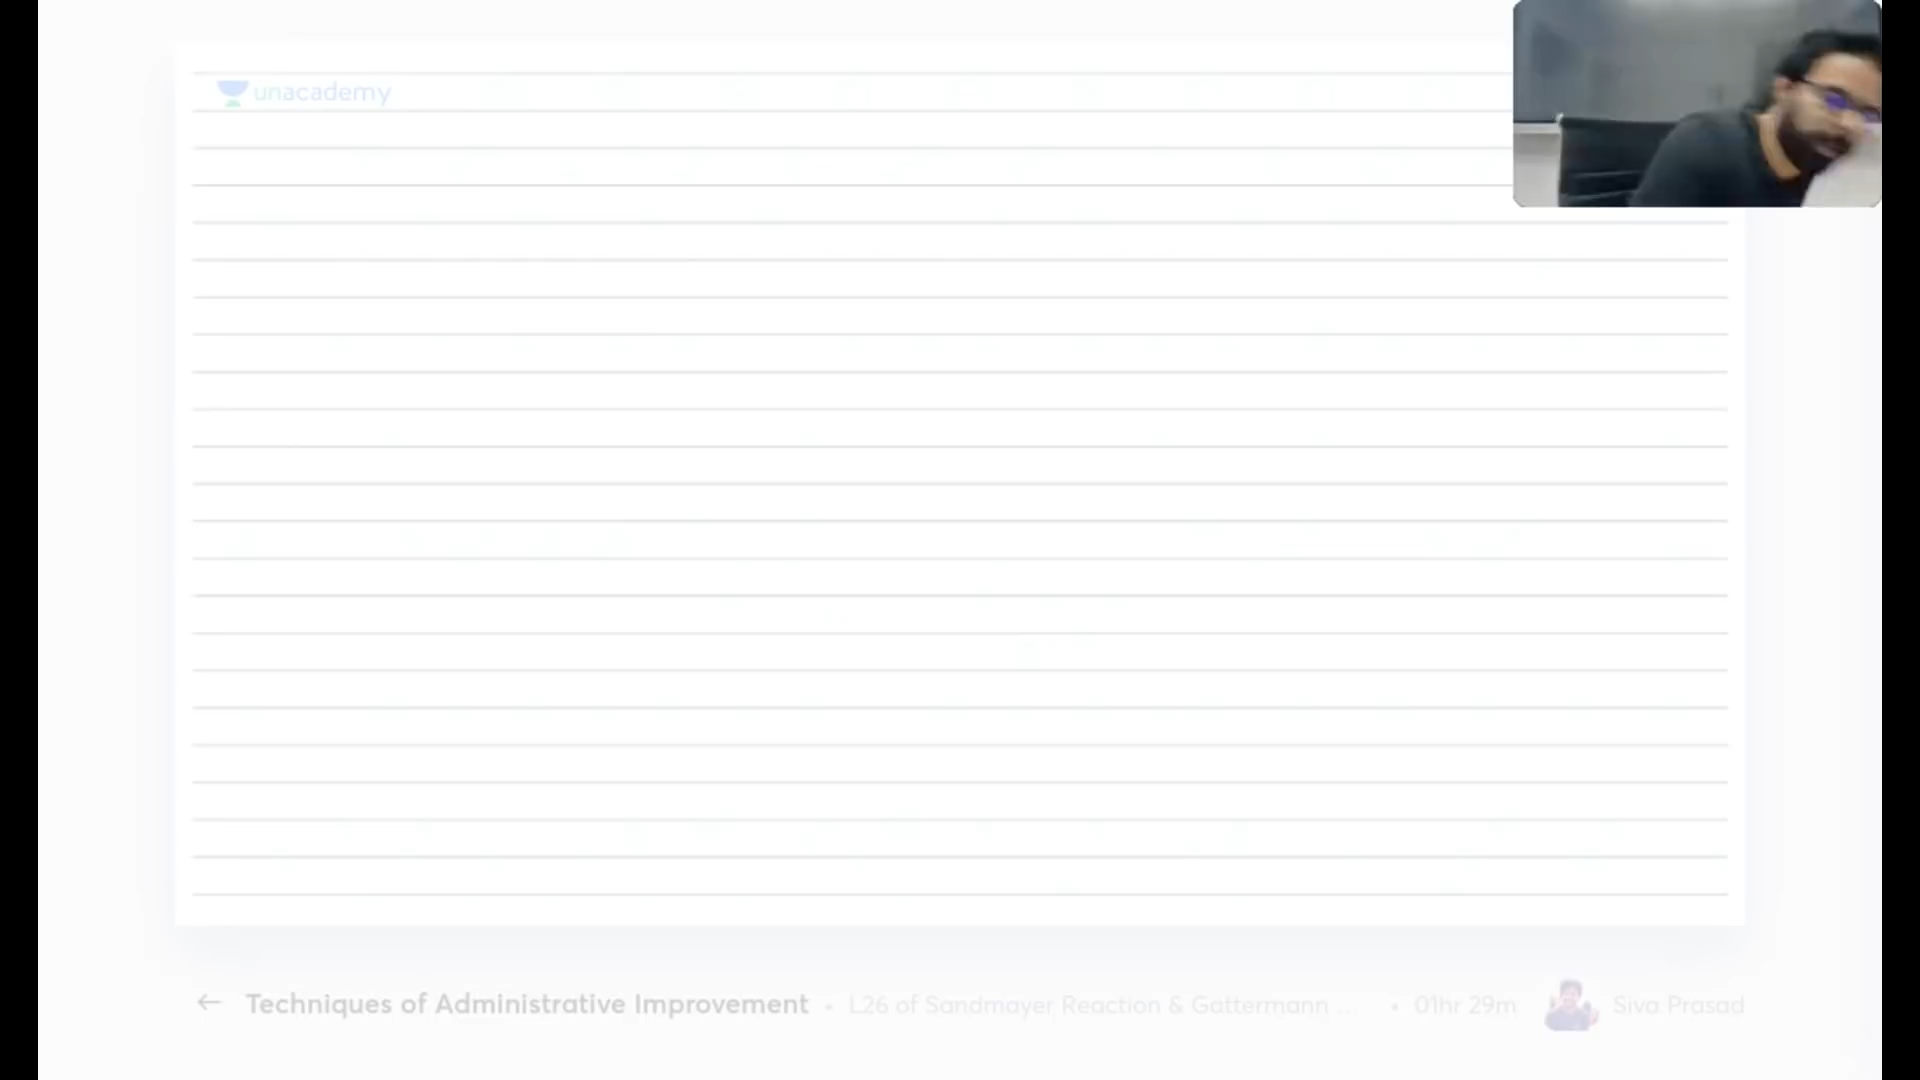 unacademy
Techniques of Administrative Improvement • L26 of Sandmayer Reaction & Gattermann ... • 01hr 29m Siva Prasad